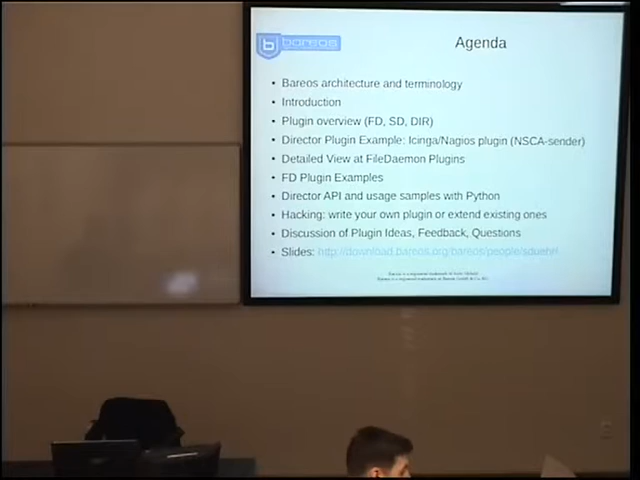 bareos
Agenda
• Bareos architecture and terminology
• Introduction
• Plugin overview (FD, SD, DIR)
• Director Plugin Example: Icinga/Nagios plugin (NSCA-sender)
• Detailed View at FileDaemon Plugins
• FD Plugin Examples
• Director API and usage samples with Python
• Hacking: write your own plugin or extend existing ones
• Discussion of Plugin Ideas, Feedback, Questions
• Slides: http://download.bareos.org/bareos/people/sduehr/